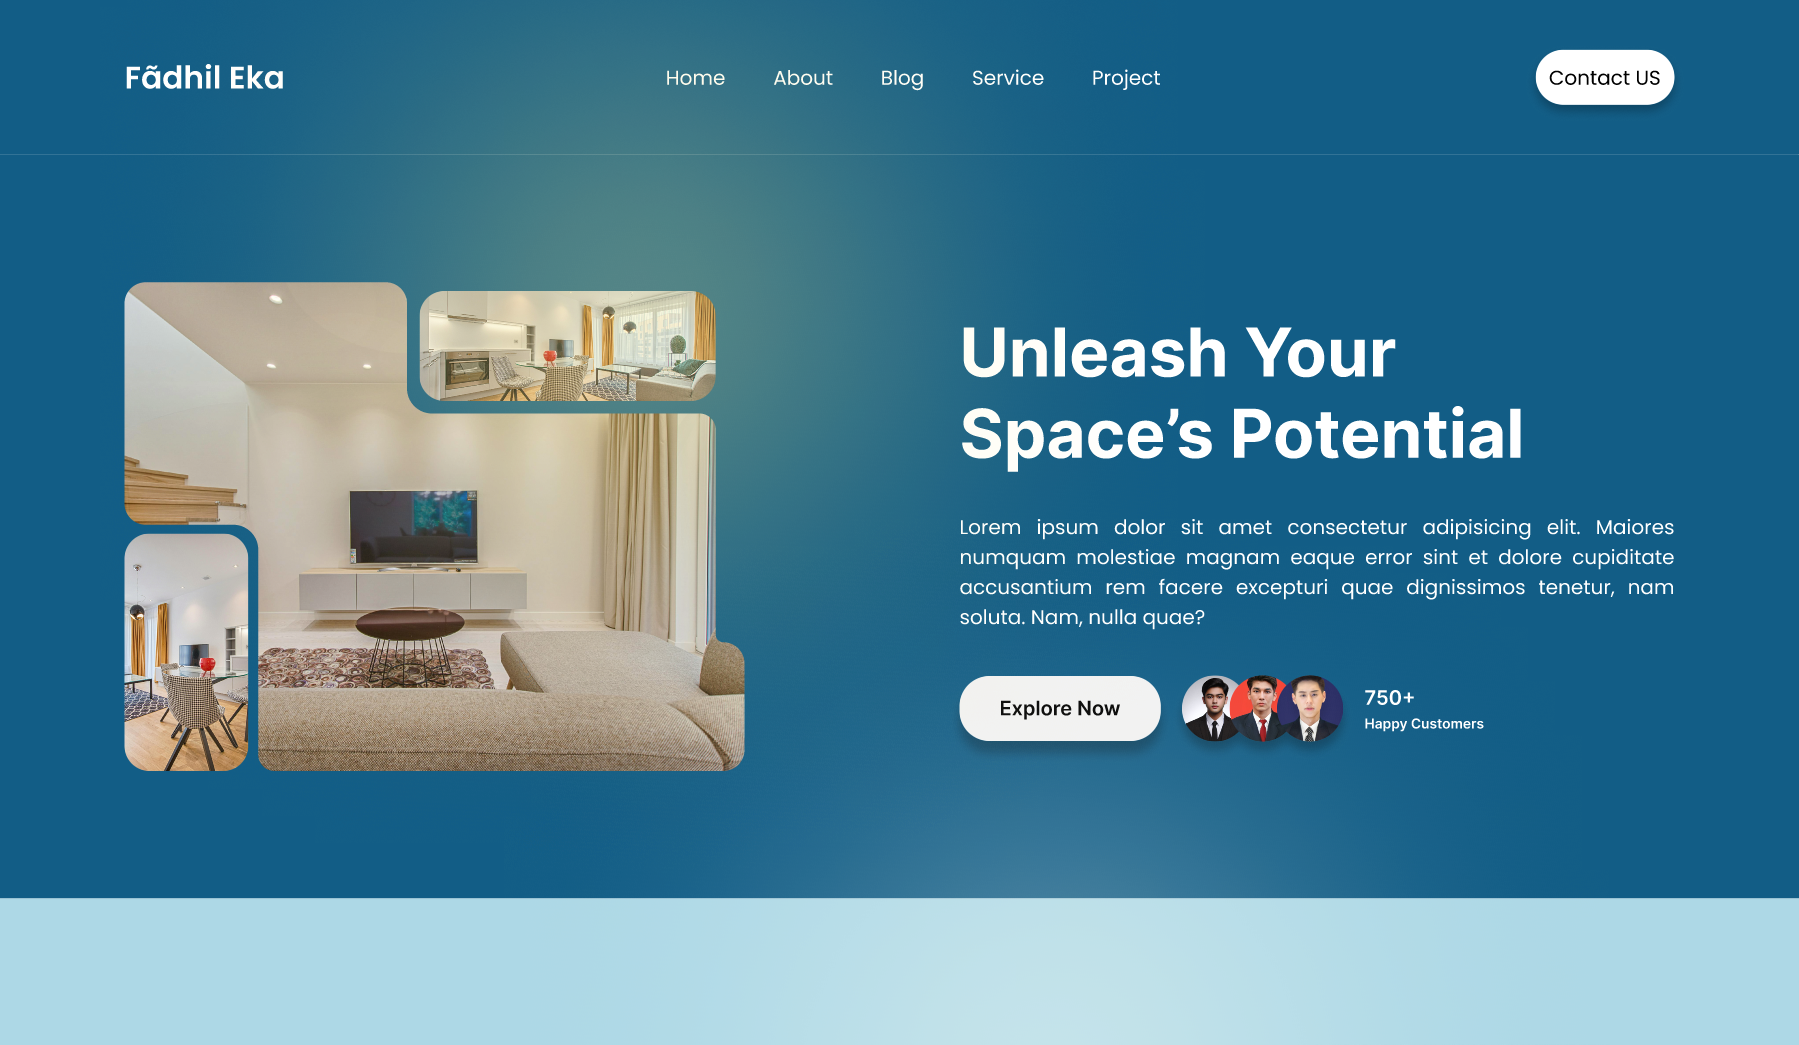 Fãdhil Eka
Home
About
Blog
Service
Project
Contact US
Unleash Your
Space’s Potential
Lorem ipsum dolor sit amet consectetur adipisicing elit. Maiores
numquam molestiae magnam eaque error sint et dolore cupiditate
accusantium rem facere excepturi quae dignissimos tenetur, nam
soluta. Nam, nulla quae?
Explore Now
750+
Happy Customers